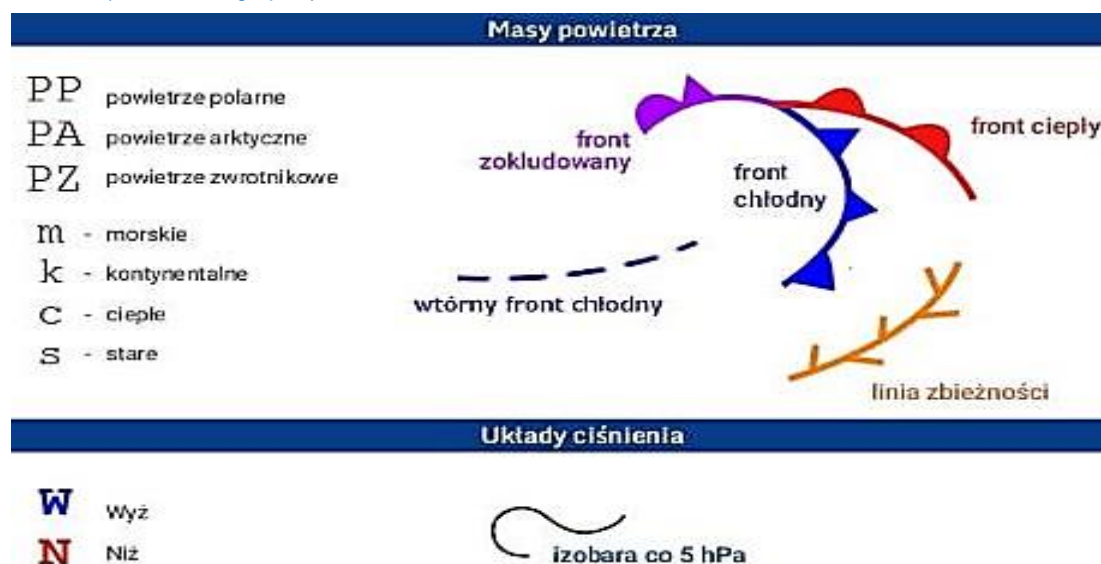 Masy powietrza
PP powietrze polarne
PA powietrze arktyczne
PZ powietrze zwrotnikowe
m - morskie
k - kontynentalne
c - ciepłe
s - stare
front
zokludowany
front
chłodny
front ciepły
wtórny front chłodny
linia zbieżności
Układy ciśnienia
W Wyż
N Niż
izobara co 5 hPa